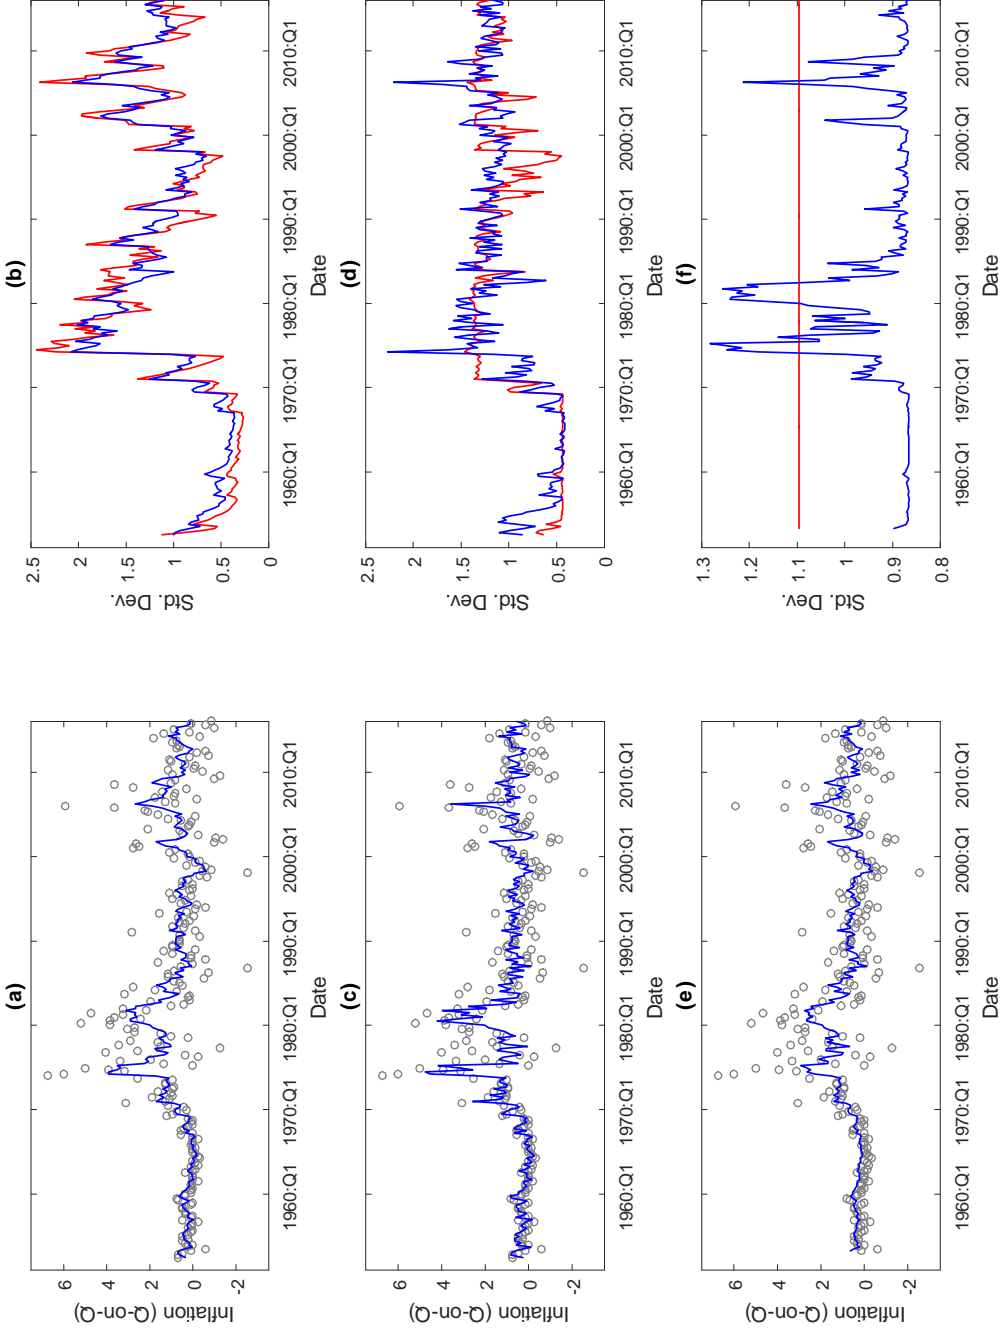 (a)
Inflation (Q-on-Q)
6
4
2
0
-2
1960:Q1 1970:Q1 1980:Q1 1990:Q1 2000:Q1 2010:Q1
Date
(b)
Std. Dev.
2.5
2
1.5
1
0.5
0
1960:Q1 1970:Q1 1980:Q1 1990:Q1 2000:Q1 2010:Q1
Date
(c)
Inflation (Q-on-Q)
6
4
2
0
-2
1960:Q1 1970:Q1 1980:Q1 1990:Q1 2000:Q1 2010:Q1
Date
(d)
Std. Dev.
2.5
2
1.5
1
0.5
0
1960:Q1 1970:Q1 1980:Q1 1990:Q1 2000:Q1 2010:Q1
Date
(e)
Inflation (Q-on-Q)
6
4
2
0
-2
1960:Q1 1970:Q1 1980:Q1 1990:Q1 2000:Q1 2010:Q1
Date
(f)
Std. Dev.
1.3
1.2
1.1
1
0.9
0.8
1960:Q1 1970:Q1 1980:Q1 1990:Q1 2000:Q1 2010:Q1
Date